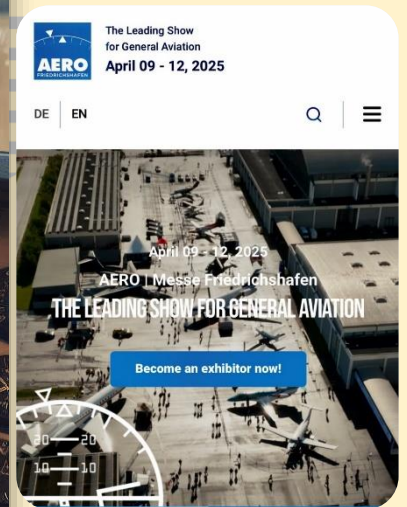 AERO
FRIEDRICHSHAFEN
The Leading Show
for General Aviation
April 09 - 12, 2025
DE
EN
April 09 - 12, 2025
AERO | Messe Friedrichshafen
THE LEADING SHOW FOR GENERAL AVIATION
Become an exhibitor now!
20 20
10 10